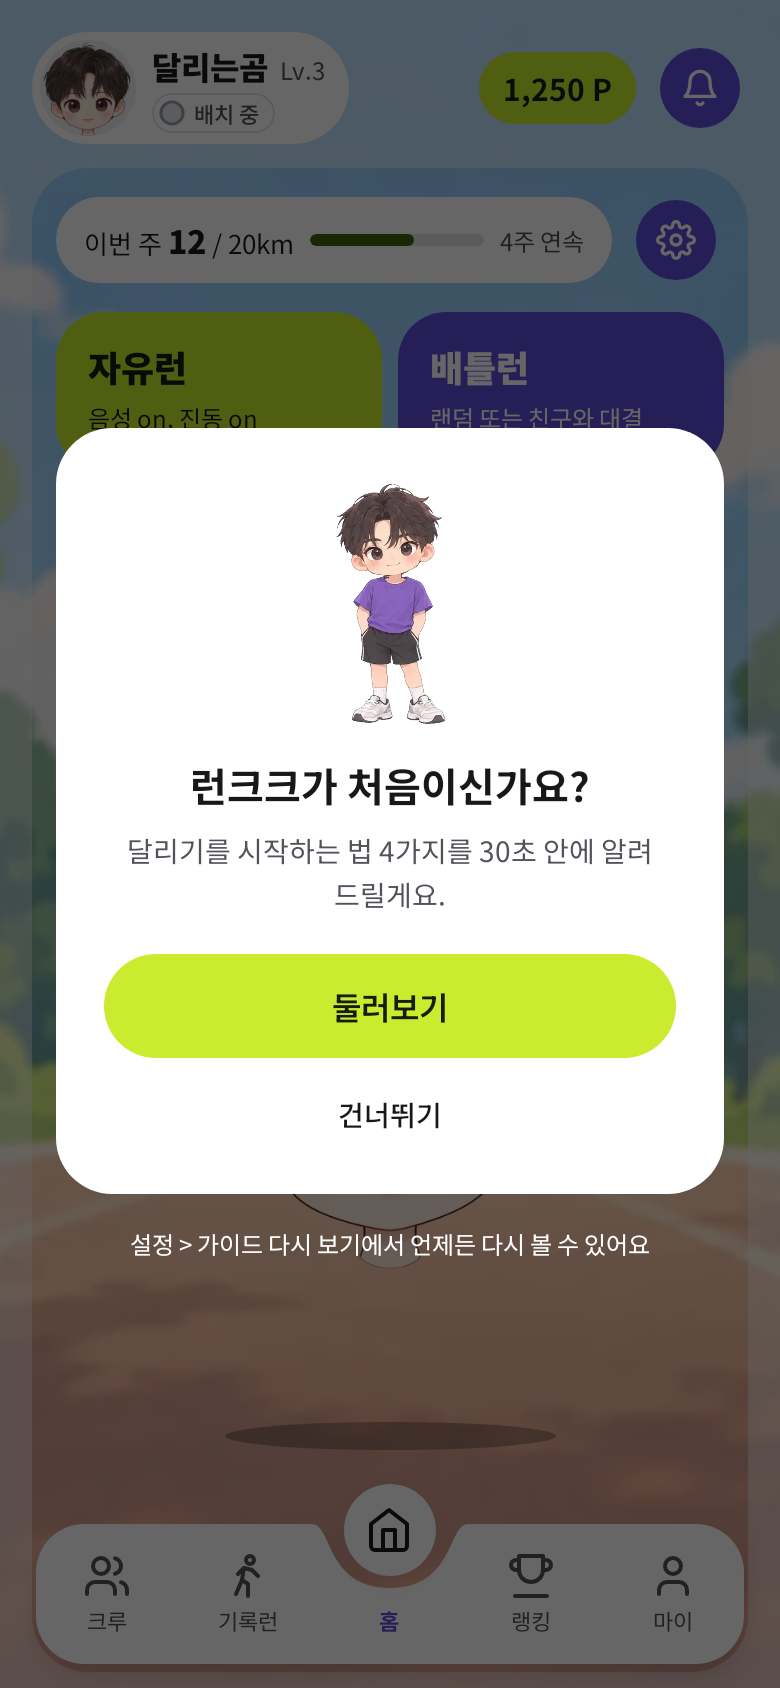 달리는곰 Lv.3
배치 중
1,250 P
이번 주 12 / 20km
4주 연속
자유런
음성 on, 진동 on
배틀런
랜덤 또는 친구와 대결
런크크가 처음이신가요?
달리기를 시작하는 법 4가지를 30초 안에 알려
드릴게요.
둘러보기
건너뛰기
설정 > 가이드 다시 보기에서 언제든 다시 볼 수 있어요
크루
기록런
홈
랭킹
마이